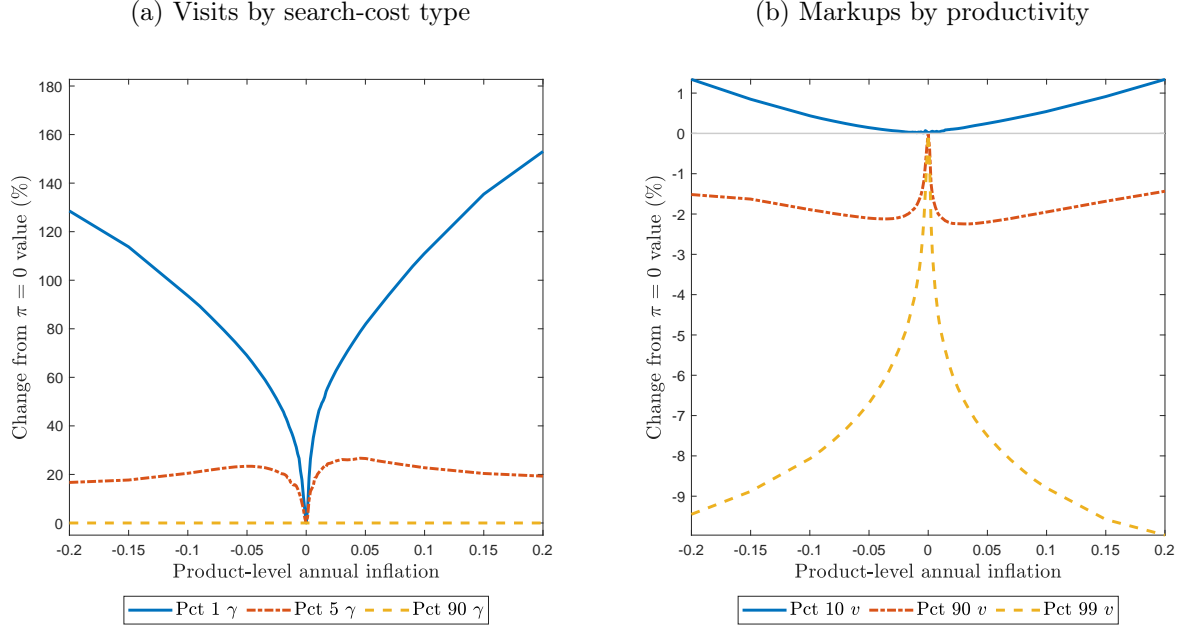 (a) Visits by search-cost type
180
160
140
120
100
80
60
40
20
0
-0.2 -0.15 -0.1 -0.05 0 0.05 0.1 0.15 0.2
Change from π = 0 value (%)
Product-level annual inflation
Pct 1 γ Pct 5 γ Pct 90 γ
(b) Markups by productivity
1
0
-1
-2
-3
-4
-5
-6
-7
-8
-9
-0.2 -0.15 -0.1 -0.05 0 0.05 0.1 0.15 0.2
Change from π = 0 value (%)
Product-level annual inflation
Pct 10 v Pct 90 v Pct 99 v